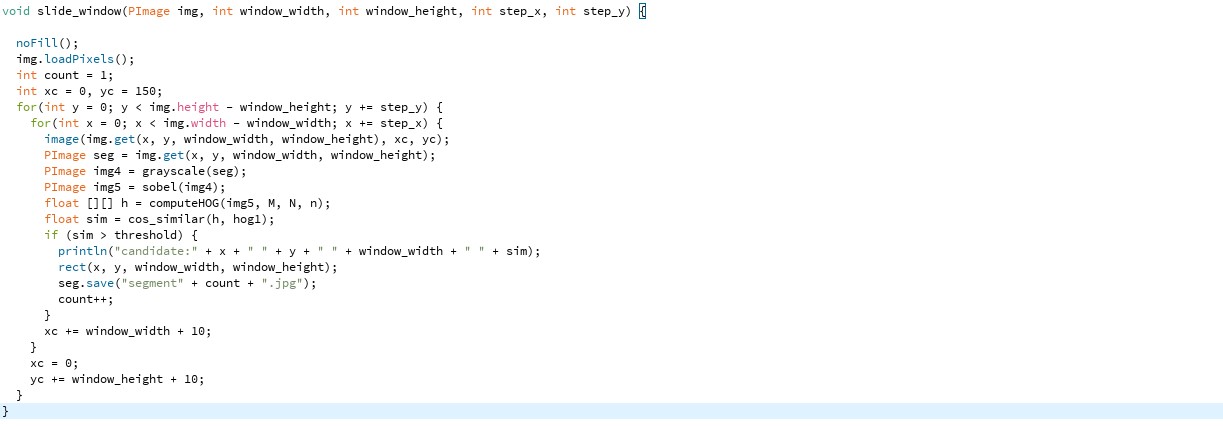 void slide_window(PImage img, int window_width, int window_height, int step_x, int step_y) {
noFill();
img.loadPixels();
int count = 1;
int xc = 0, yc = 150;
for(int y = 0; y < img.height - window_height; y += step_y) {
for(int x = 0; x < img.width - window_width; x += step_x) {
image(img.get(x, y, window_width, window_height), xc, yc);
PImage seg = img.get(x, y, window_width, window_height);
PImage img4 = grayscale(seg);
PImage img5 = sobel(img4);
float [][] h = computeHOG(img5, M, N, n);
float sim = cos_similar(h, hog1);
if (sim > threshold) {
println("candidate:" + x + " " + y + " " + window_width + " " + sim);
rect(x, y, window_width, window_height);
seg.save("segment" + count + ".jpg");
count++;
}
xc += window_width + 10;
}
xc = 0;
yc += window_height + 10;
}
}